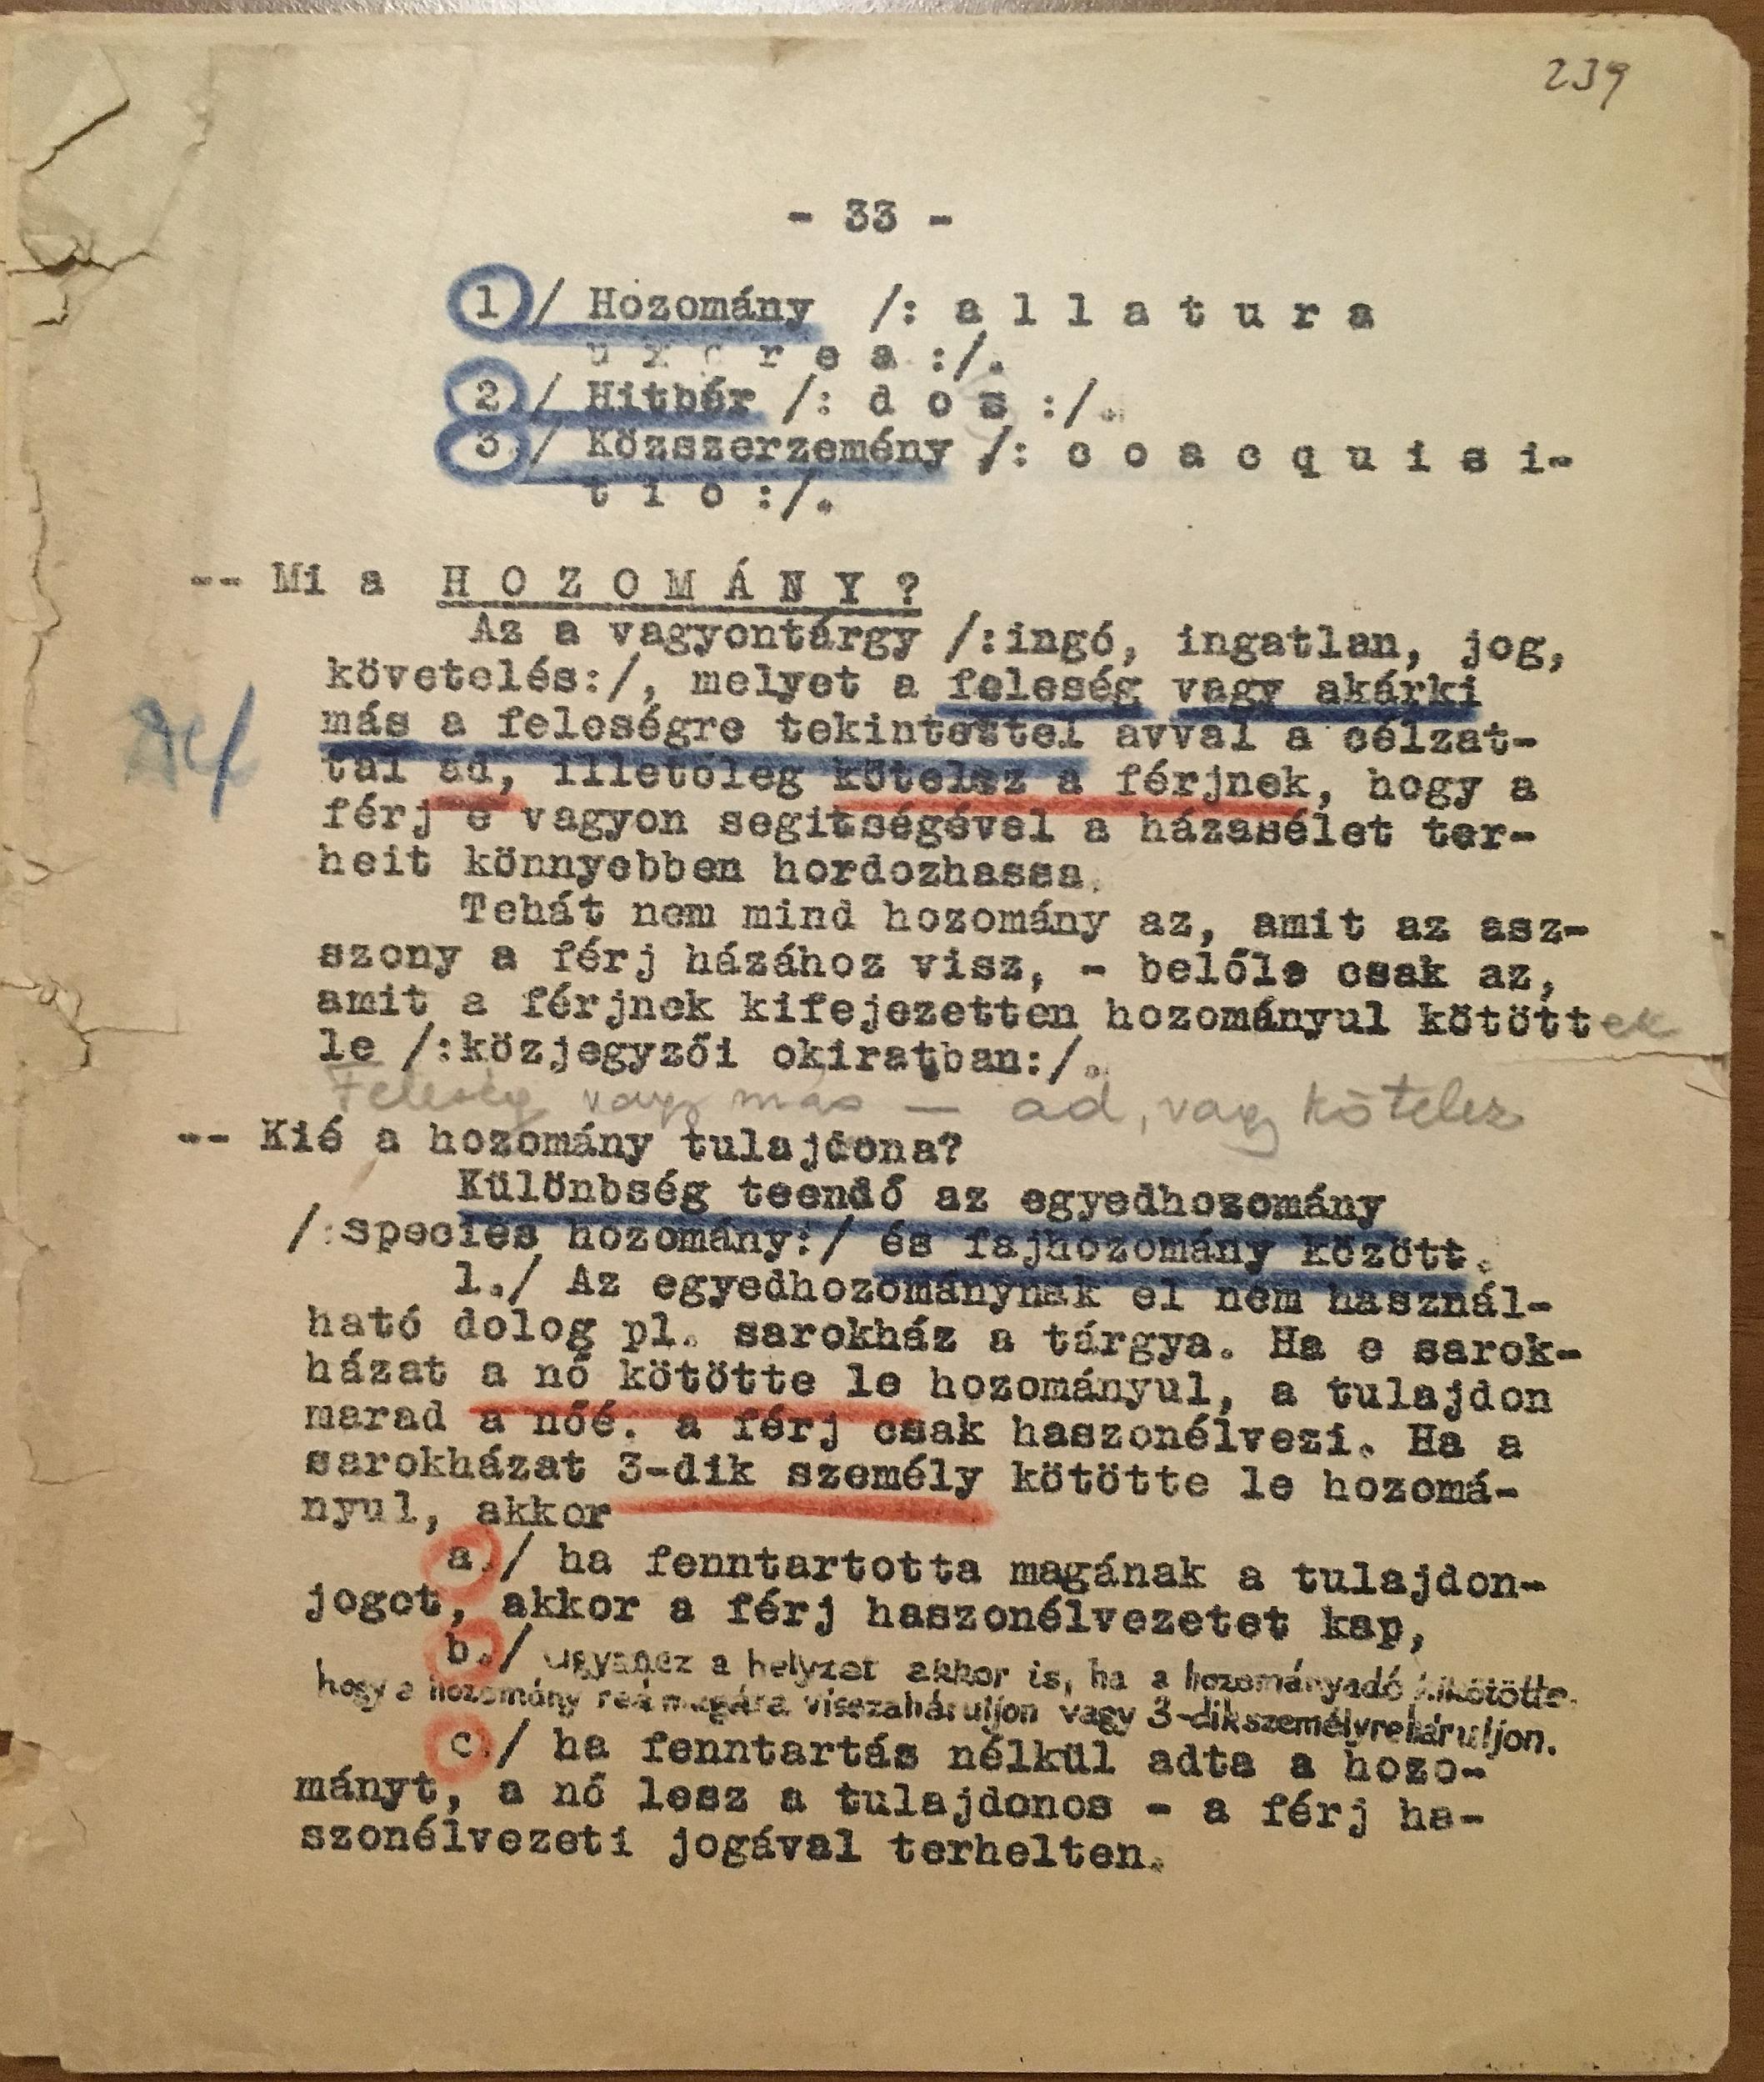 239
- 33 -
1 / Hozomány /: a l l a t u r a
u x o r e a :/.
2 / Hitbér /: d o s :/.
3 / Közszerzemény /: c o a c q u i s i-
t i o :/.
-- Mi a H O Z O M Á N Y ?
Az a vagyontárgy /:ingó, ingatlan, jog,
követelés:/, melyet a feleség vagy akárki
más a feleségre tekintettel avval a célzat-
tal ad, illetőleg kötelez a férjnek, hogy a
férj e vagyon segitségével a házasélet ter-
heit könnyebben hordozhassa.
Tehát nem mind hozomány az, amit az asz-
szony a férj házához visz, - belőle csak az,
amit a férjnek kifejezetten hozományul kötöttek
le /:közjegyzői okiratban:/.
Feleség vagy más — ad, vagy kötelez
-- Kié a hozomány tulajdona?
Különbség teendő az egyedhozomány
/:species hozomány:/ és fajhozomány között.
1./ Az egyedhozománynak el nem használ-
ható dolog pl. sarokház a tárgya. Ha e sarok-
házat a nő kötötte le hozományul, a tulajdon
marad a nőé. a férj csak haszonélvezi. Ha a
sarokházat 3-dik személy kötötte le hozomá-
nyul, akkor
a./ ha fenntartotta magának a tulajdon-
jogot, akkor a férj haszonélvezetet kap,
b./ ugyanez a helyzet akkor is, ha a hozományadó kikötötte,
hogy a hozomány reá magára visszaháruljon vagy 3-dik személyre háruljon.
c./ ha fenntartás nélkül adta a hozo-
mányt, a nő lesz a tulajdonos - a férj ha-
szonélvezeti jogával terhelten.